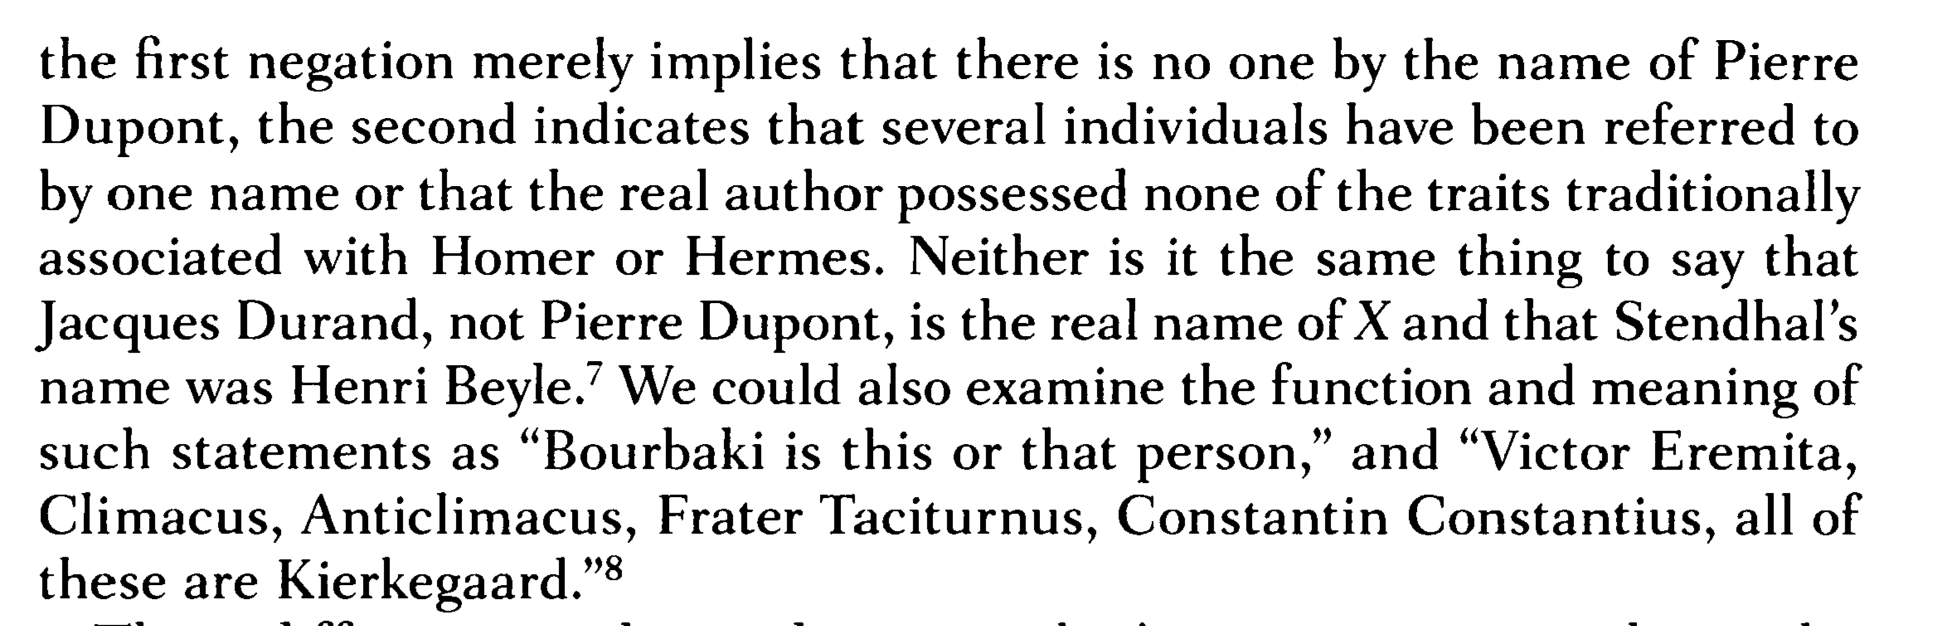 the first negation merely implies that there is no one by the name of Pierre
Dupont, the second indicates that several individuals have been referred to
by one name or that the real author possessed none of the traits traditionally
associated with Homer or Hermes. Neither is it the same thing to say that
Jacques Durand, not Pierre Dupont, is the real name of X and that Stendhal’s
name was Henri Beyle.⁷ We could also examine the function and meaning of
such statements as “Bourbaki is this or that person,” and “Victor Eremita,
Climacus, Anticlimacus, Frater Taciturnus, Constantin Constantius, all of
these are Kierkegaard.”⁸